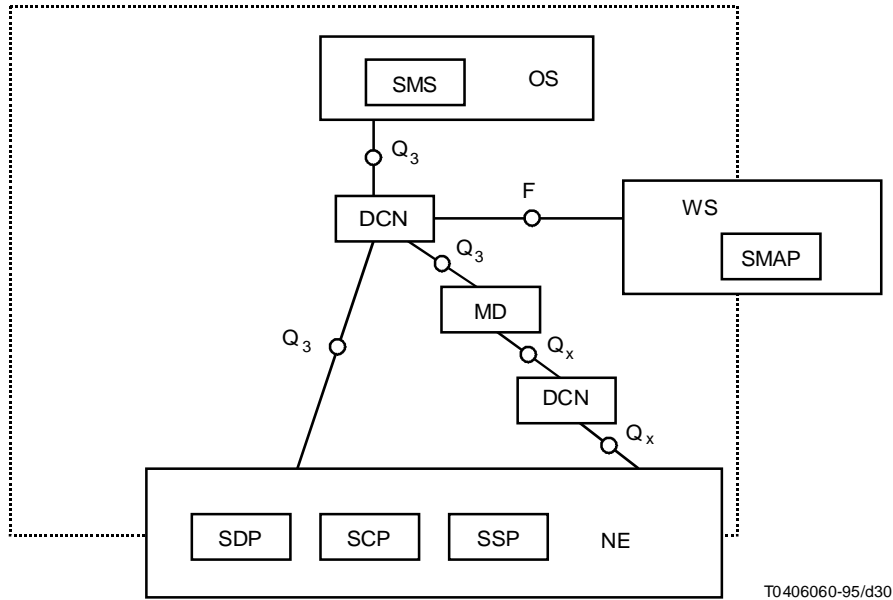 SMS
OS
Q3
DCN
F
WS
SMAP
Q3
MD
Q3
Qx
DCN
Qx
SDP
SCP
SSP
NE
T0406060-95/d30